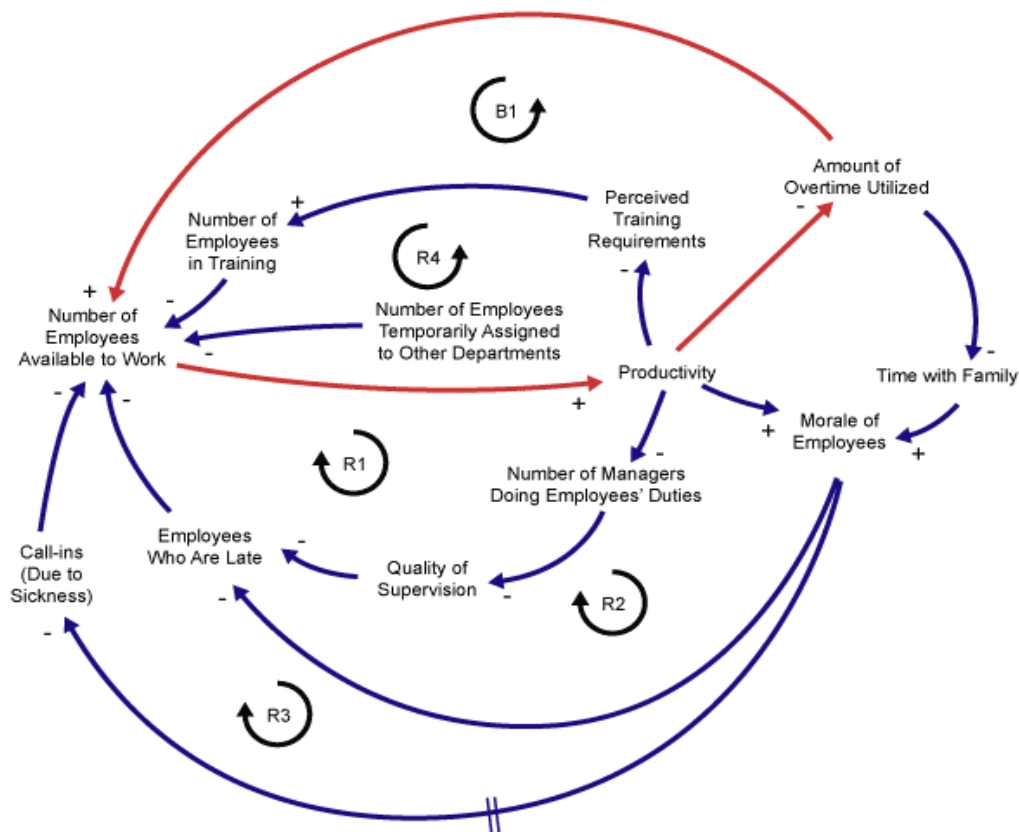 B1
Amount of
Overtime Utilized
-
Perceived
Training
Requirements
-
+
Number of
Employees
in Training
-
R4
+
Number of
Employees
Available to Work
-
-
-
Number of Employees
Temporarily Assigned
to Other Departments
Productivity
+
-
Time with Family
+
Morale of
Employees
+
R1
-
Number of Managers
Doing Employees’ Duties
Employees
Who Are Late
-
-
Call-ins
(Due to
Sickness)
-
Quality of
Supervision
-
R2
R3